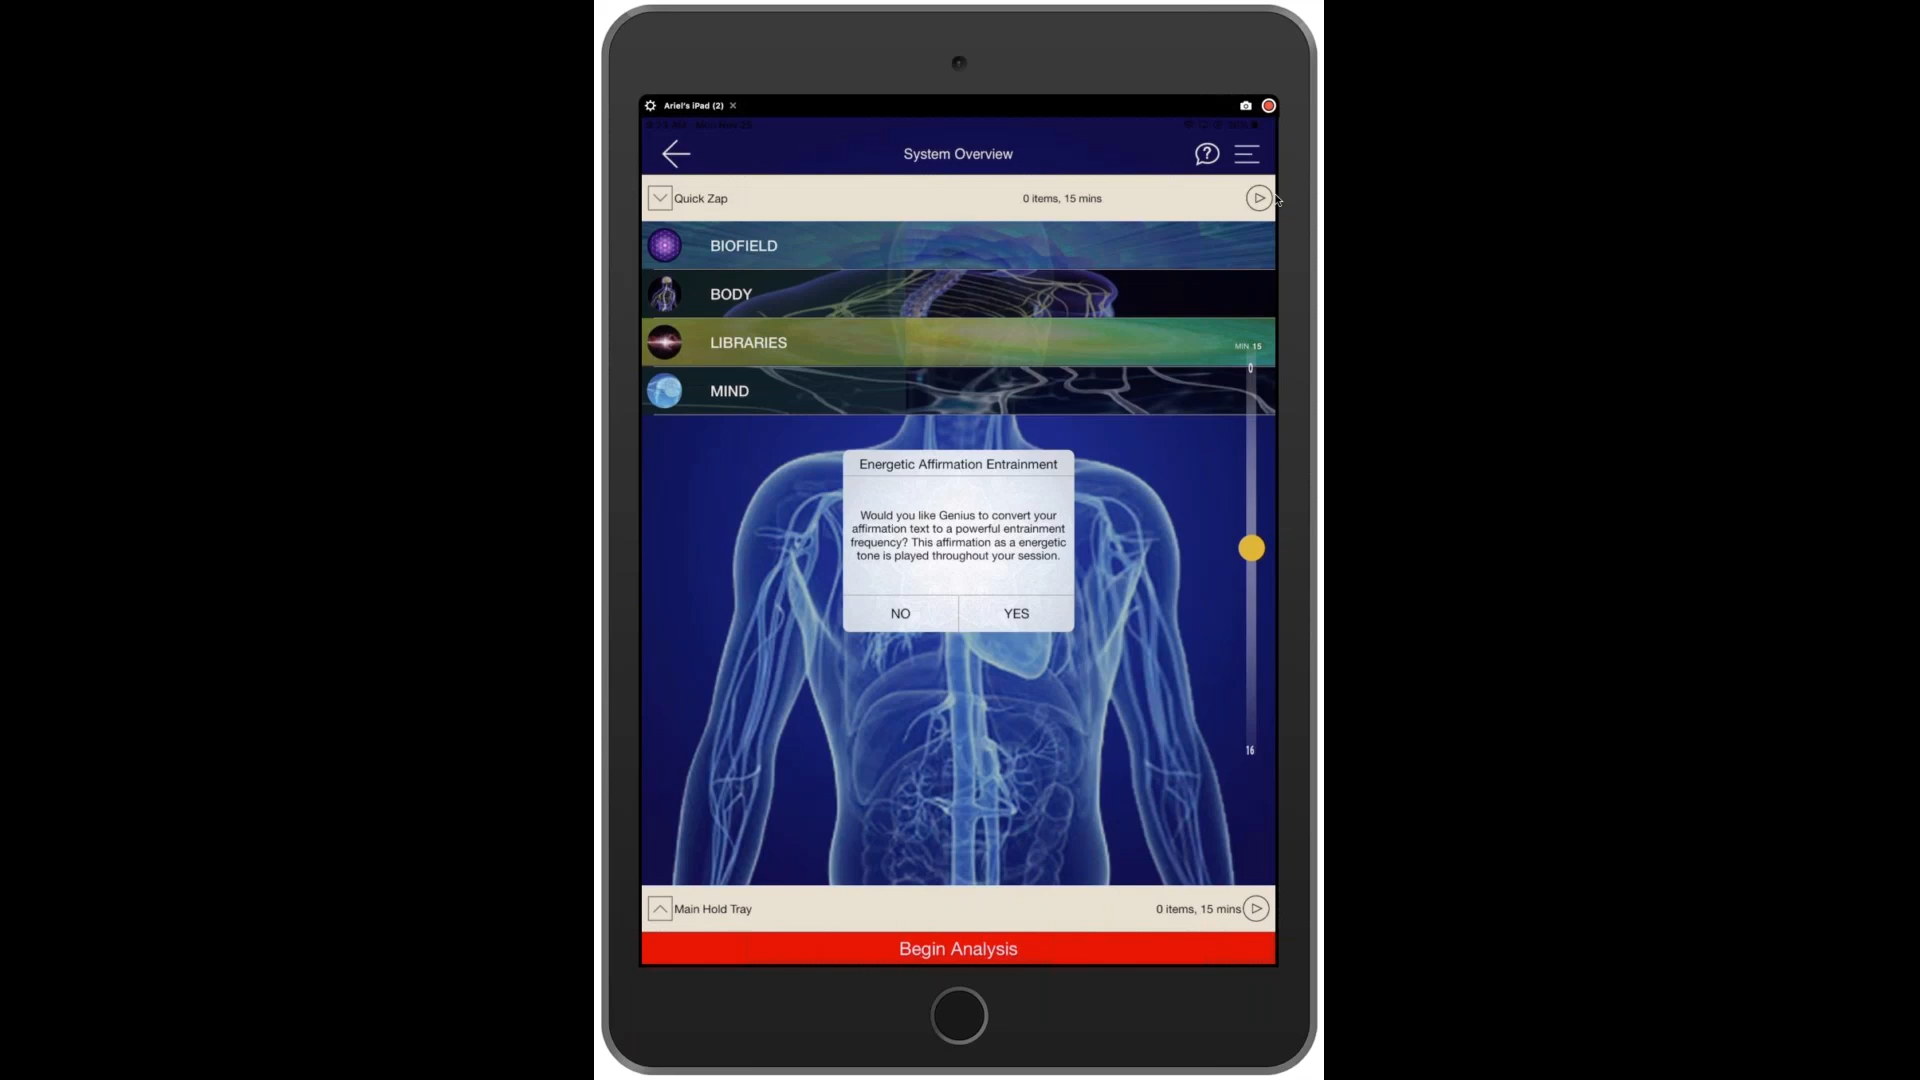 Ariel's iPad (2)
System Overview
Quick Zap 0 items, 15 mins
BIOFIELD
BODY
LIBRARIES
MIN 15
0
MIND
Energetic Affirmation Entrainment
Would you like Genius to convert your
affirmation text to a powerful entrainment
frequency? This affirmation as a energetic
tone is played throughout your session.
NO YES
16
Main Hold Tray 0 items, 15 mins
Begin Analysis